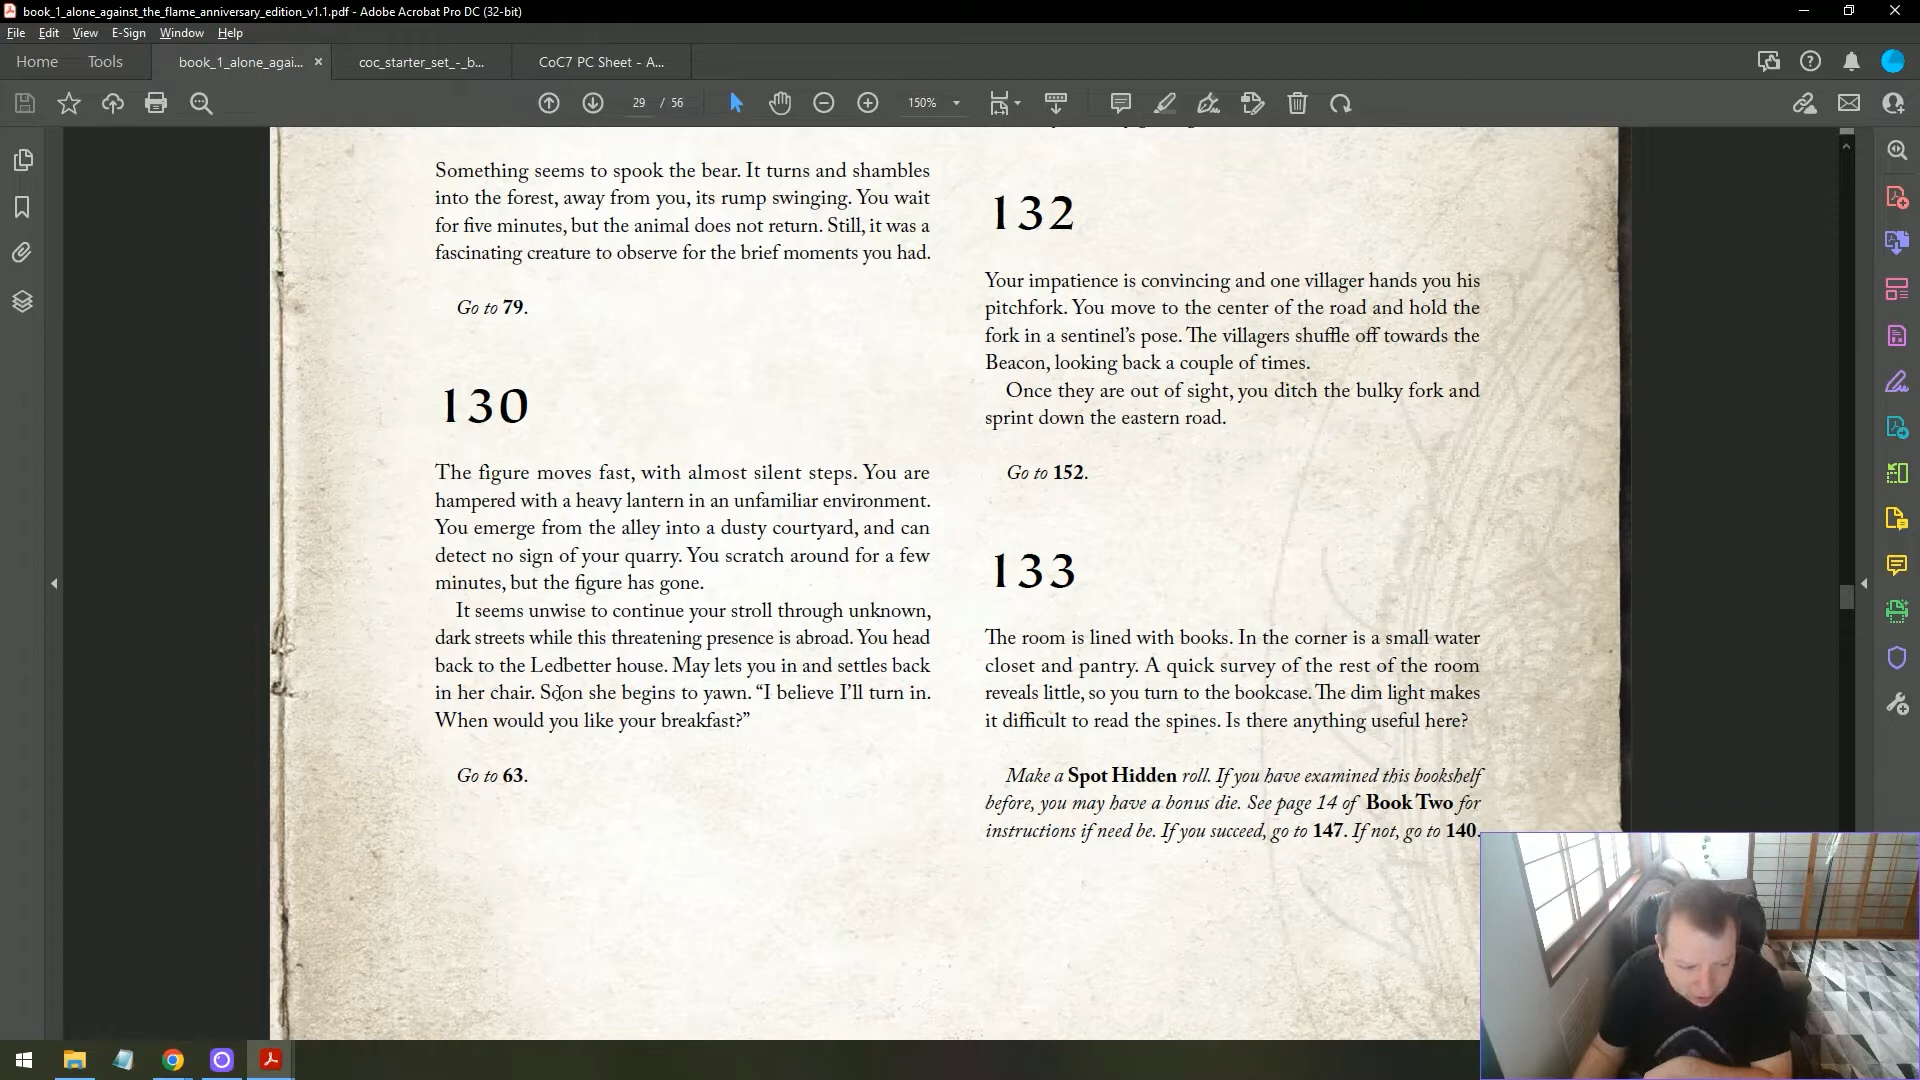 book_1_alone_against_the_flame_anniversary_edition_v1.1.pdf - Adobe Acrobat Pro DC (32-bit)
File Edit View E-Sign Window Help
Home Tools book_1_alone_agai... × coc_starter_set_-_b... CoC7 PC Sheet - A...
29 / 56 150%
Something seems to spook the bear. It turns and shambles
into the forest, away from you, its rump swinging. You wait
for five minutes, but the animal does not return. Still, it was a
fascinating creature to observe for the brief moments you had.
Go to 79.
130
The figure moves fast, with almost silent steps. You are
hampered with a heavy lantern in an unfamiliar environment.
You emerge from the alley into a dusty courtyard, and can
detect no sign of your quarry. You scratch around for a few
minutes, but the figure has gone.
It seems unwise to continue your stroll through unknown,
dark streets while this threatening presence is abroad. You head
back to the Ledbetter house. May lets you in and settles back
in her chair. Soon she begins to yawn. “I believe I’ll turn in.
When would you like your breakfast?”
Go to 63.
132
Your impatience is convincing and one villager hands you his
pitchfork. You move to the center of the road and hold the
fork in a sentinel’s pose. The villagers shuffle off towards the
Beacon, looking back a couple of times.
Once they are out of sight, you ditch the bulky fork and
sprint down the eastern road.
Go to 152.
133
The room is lined with books. In the corner is a small water
closet and pantry. A quick survey of the rest of the room
reveals little, so you turn to the bookcase. The dim light makes
it difficult to read the spines. Is there anything useful here?
Make a Spot Hidden roll. If you have examined this bookshelf
before, you may have a bonus die. See page 14 of Book Two for
instructions if need be. If you succeed, go to 147. If not, go to 140.